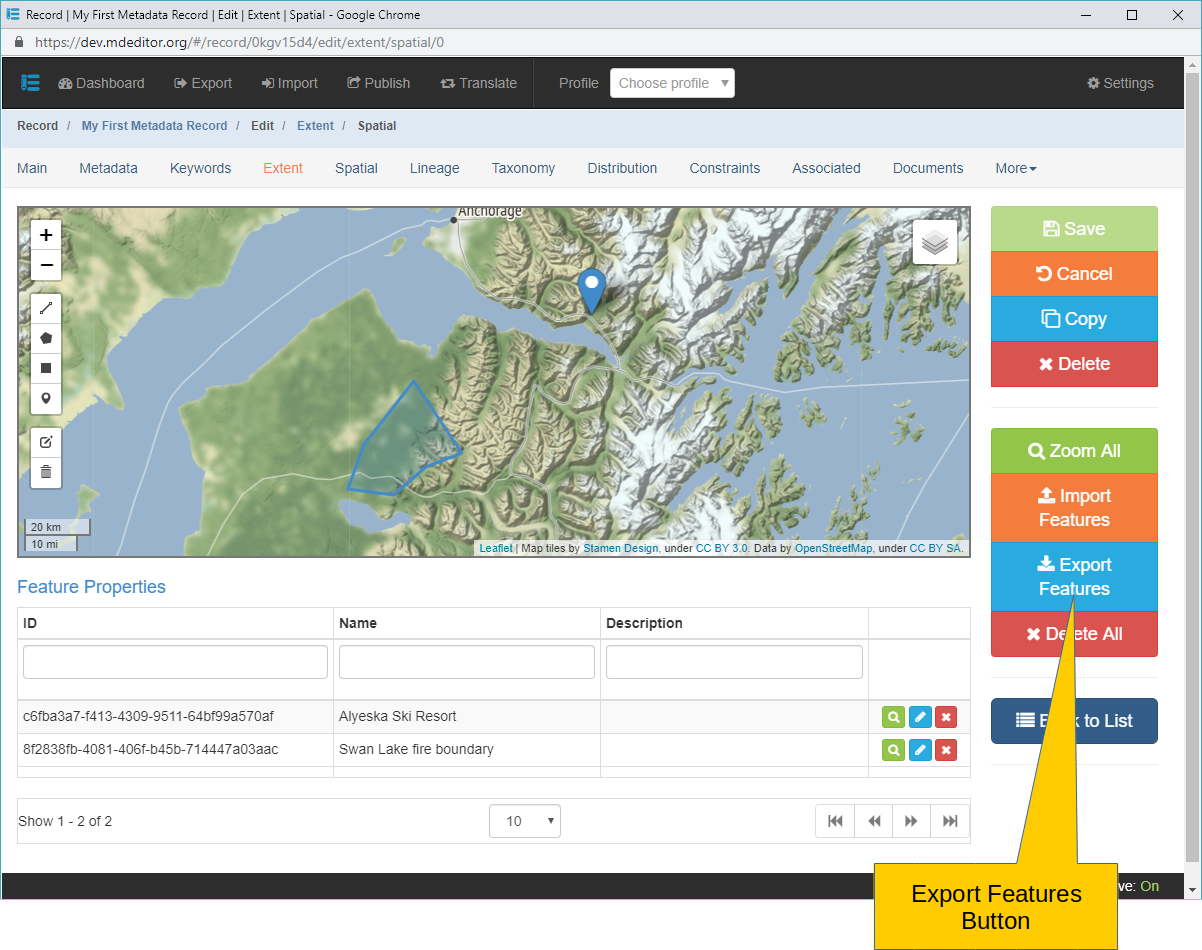 Record | My First Metadata Record | Edit | Extent | Spatial - Google Chrome
https://dev.mdeditor.org/#/record/0kgv15d4/edit/extent/spatial/0
Dashboard Export Import Publish Translate Profile Choose profile Settings
Record / My First Metadata Record / Edit / Extent / Spatial
Main Metadata Keywords Extent Spatial Lineage Taxonomy Distribution Constraints Associated Documents More
Anchorage
+
−
20 km
10 mi
Leaflet | Map tiles by Stamen Design, under CC BY 3.0. Data by OpenStreetMap, under CC BY SA.
Save
Cancel
Copy
Delete
Zoom All
Import
Features
Export
Features
Delete All
to List
Feature Properties
ID Name Description
c6fba3a7-f413-4309-9511-64bf99a570af Alyeska Ski Resort
8f2838fb-4081-406f-b45b-714447a03aac Swan Lake fire boundary
Show 1 - 2 of 2 10
On
Export Features
Button